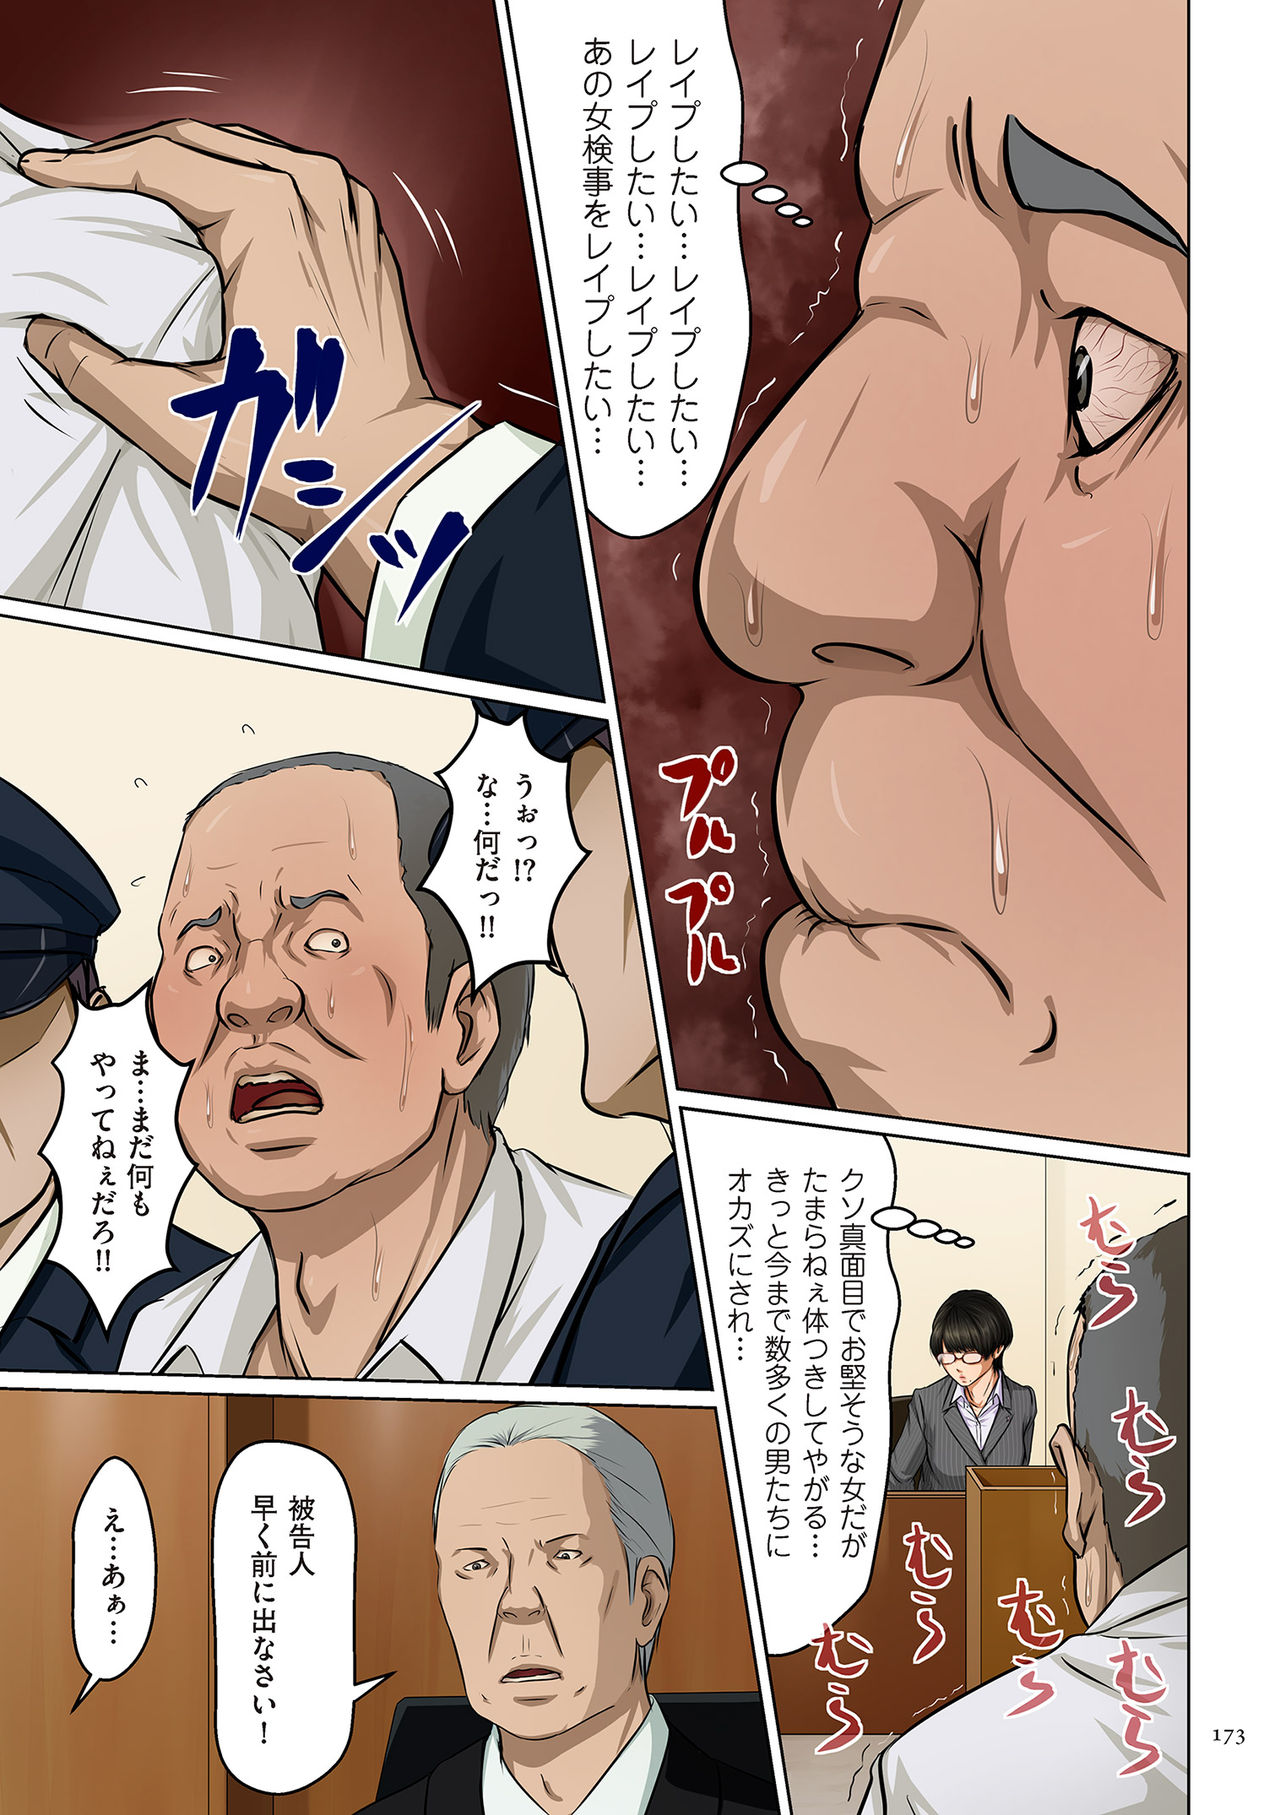 レイプしたい…レイプしたい…
レイプしたい…レイプしたい…
あの女検事をレイプしたい…
プルプル
クソ真面目でお堅そうな女だが
たまらねぇ体つきしてやがる…
きっと今まで数多くの男たちに
オカズにされ…
むら
むら
むら
むら
むら
むら
ガシッ
うぉっ!?
な…何だっ!!
ま…まだ何も
やってねぇだろ!!
被告人
早く前に出なさい!
え…あぁ…
173